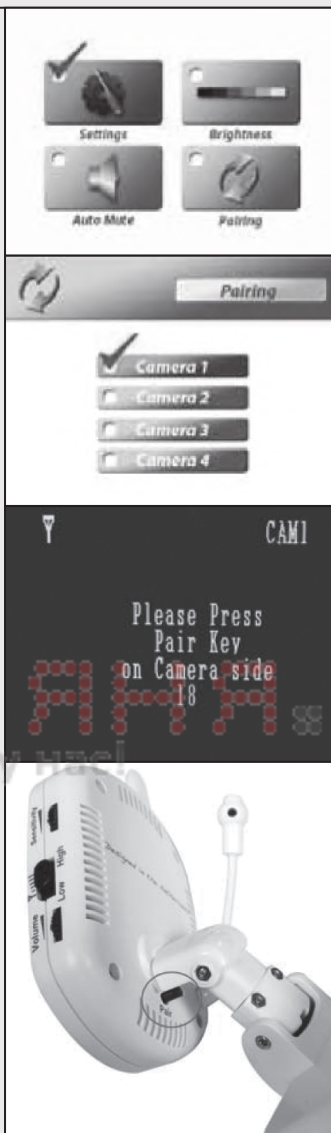 Settings
Brightness
Auto Mute
Pairing
Pairing
Camera 1
Camera 2
Camera 3
Camera 4
CAM1
Please Press
Pair Key
on Camera side
18
у нас!
Sensitivity
High
Low
Volume
Pair